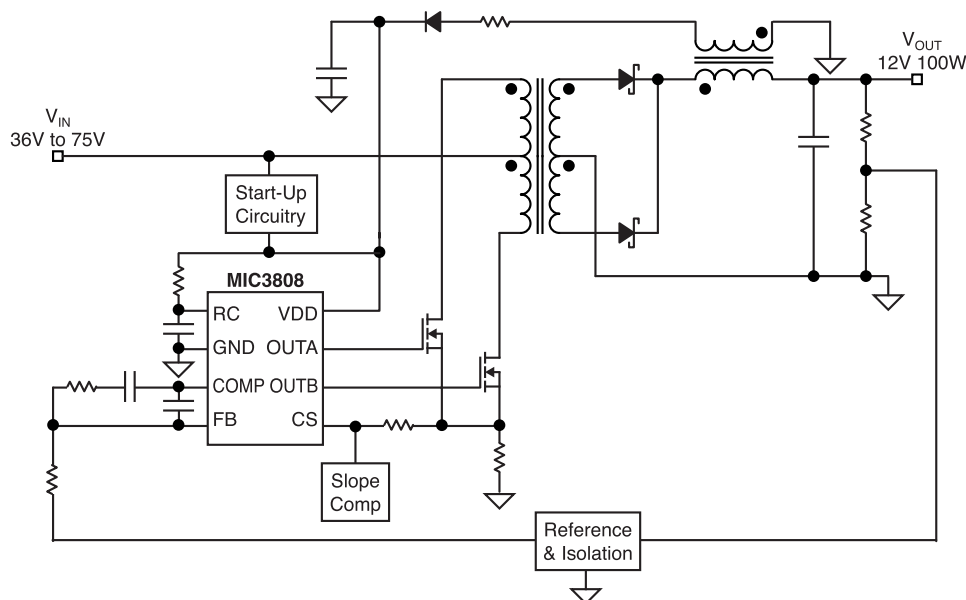 VOUT
12V 100W
VIN
36V to 75V
Start-Up
Circuitry
MIC3808
RC VDD
GND OUTA
COMP OUTB
FB CS
Slope
Comp
Reference
& Isolation